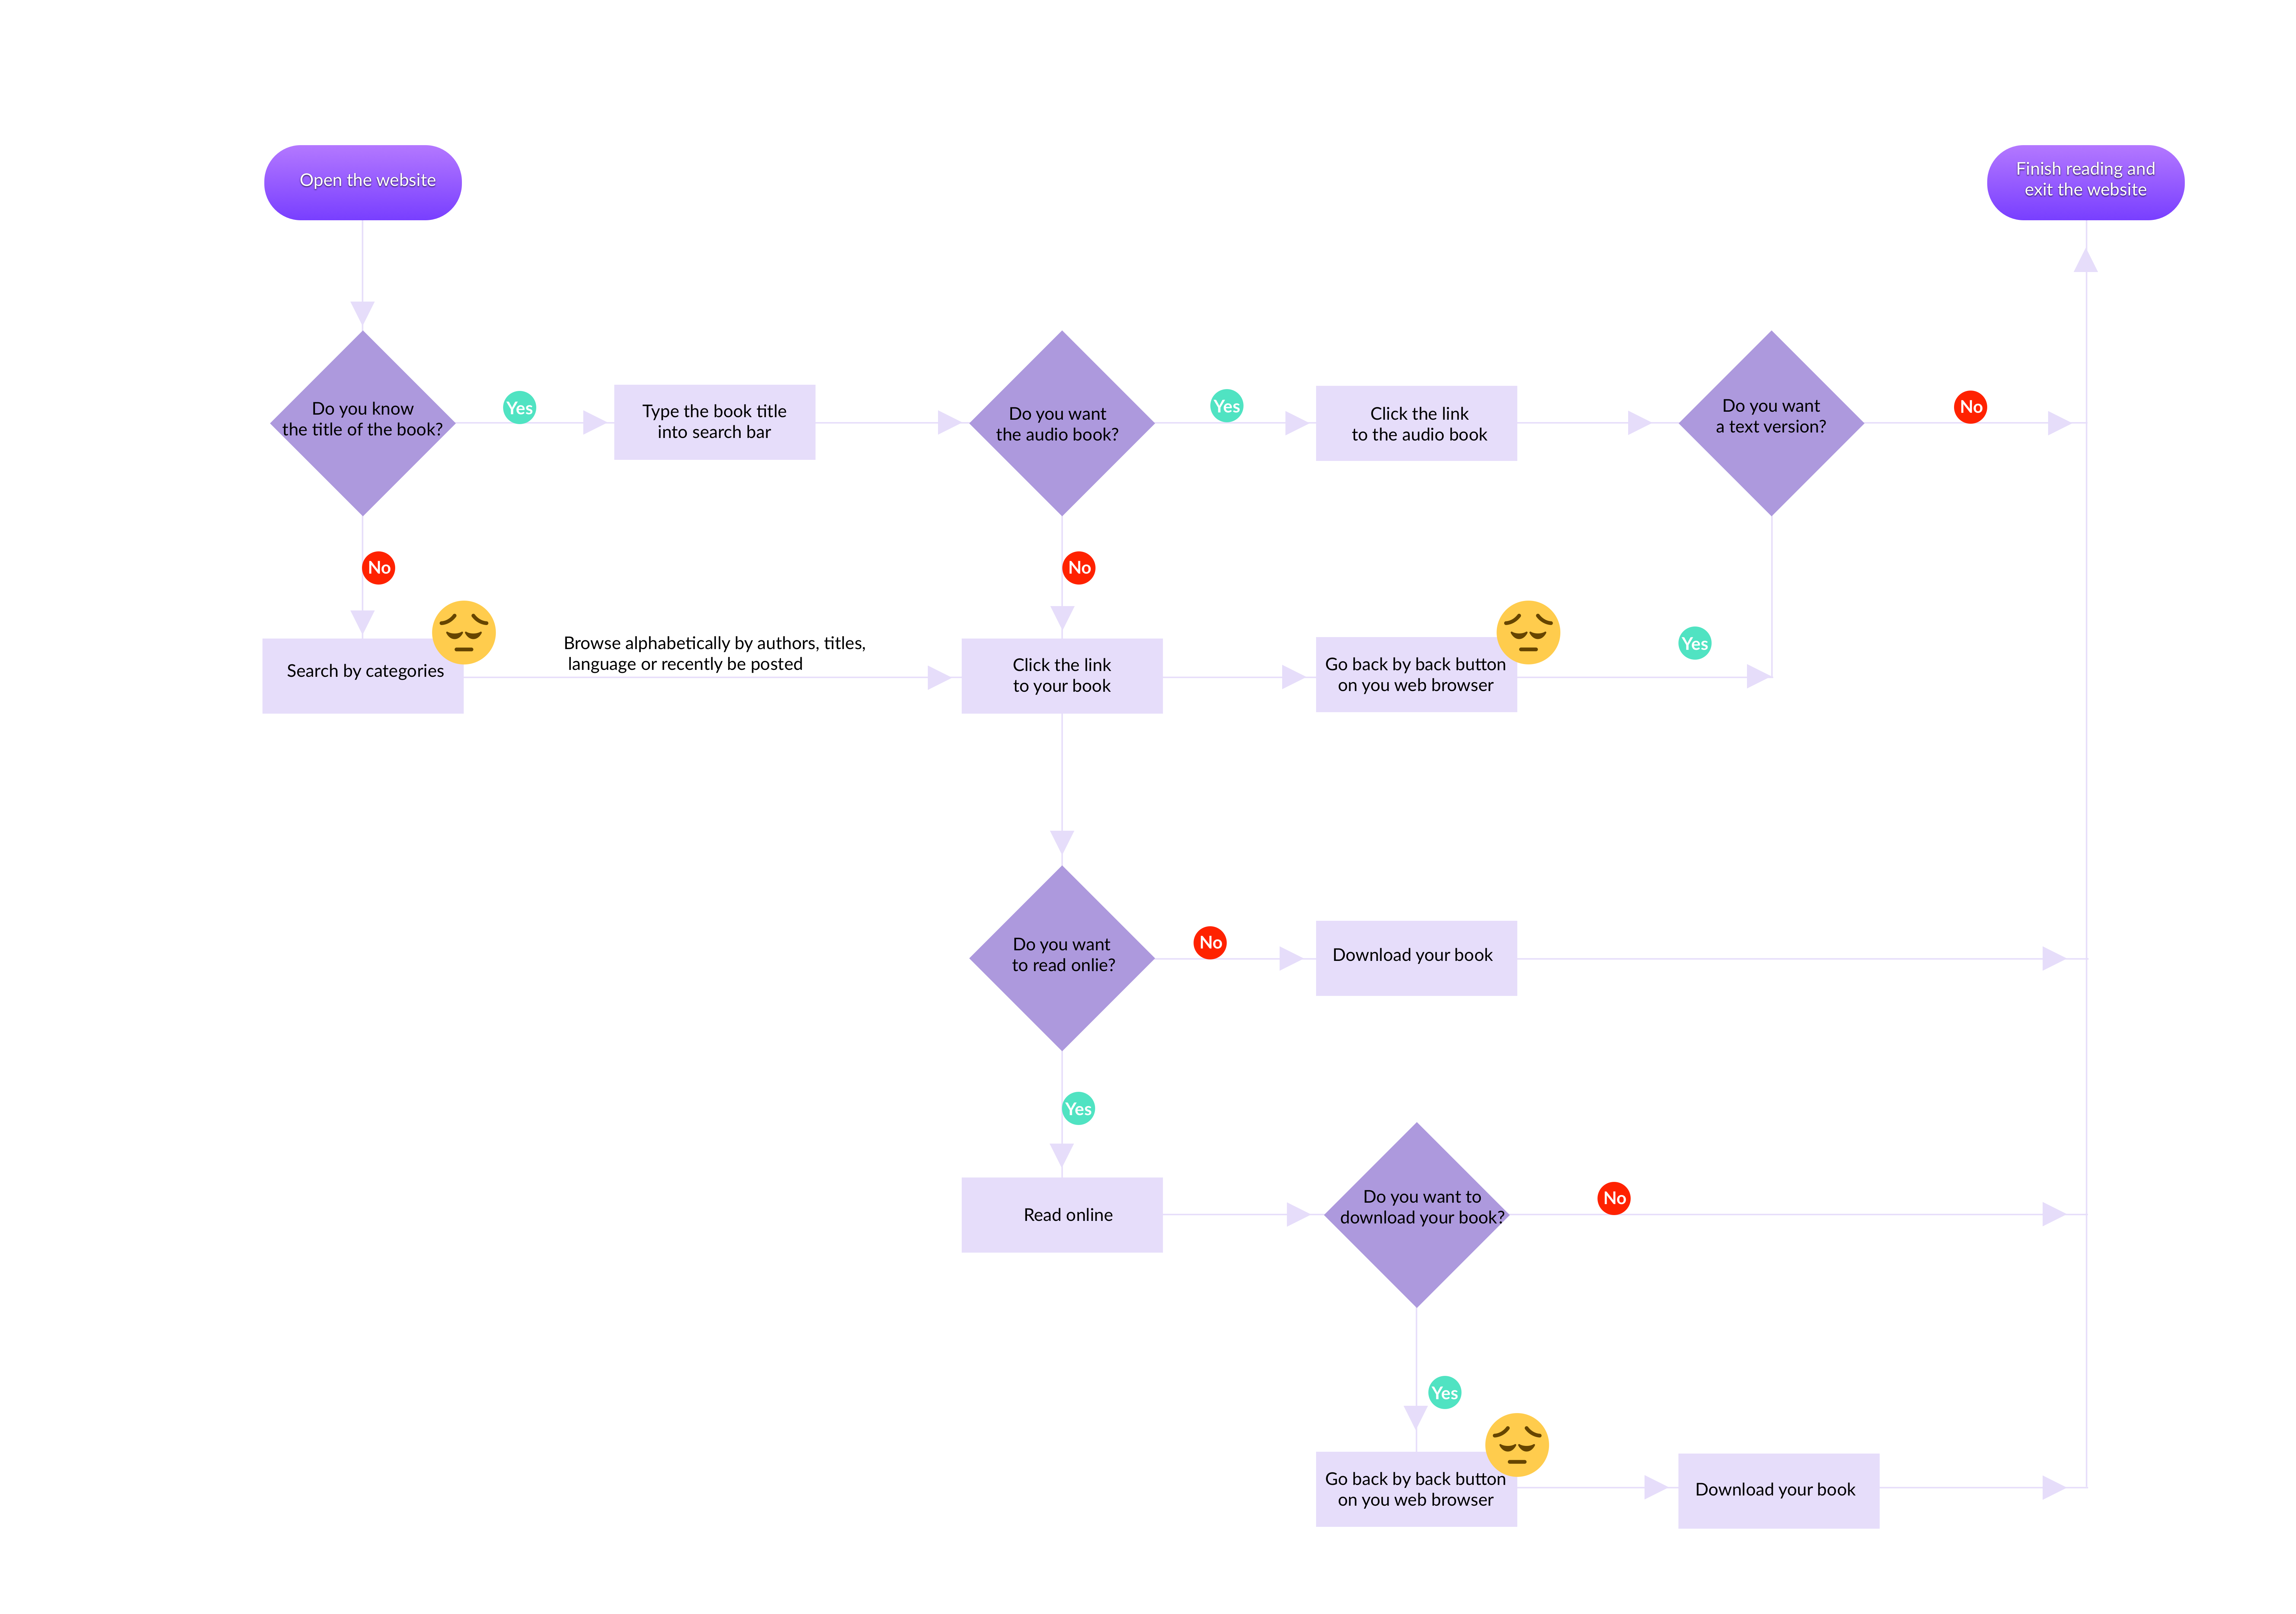 Open the website
Finish reading and
exit the website
Do you know
the title of the book?
Yes
Type the book title
into search bar
Do you want
the audio book?
Yes
Click the link
to the audio book
Do you want
a text version?
No
No
No
Search by categories
Browse alphabetically by authors, titles,
language or recently be posted
Click the link
to your book
Go back by back button
on you web browser
Yes
Do you want
to read onlie?
No
Download your book
Yes
Read online
Do you want to
download your book?
No
Yes
Go back by back button
on you web browser
Download your book